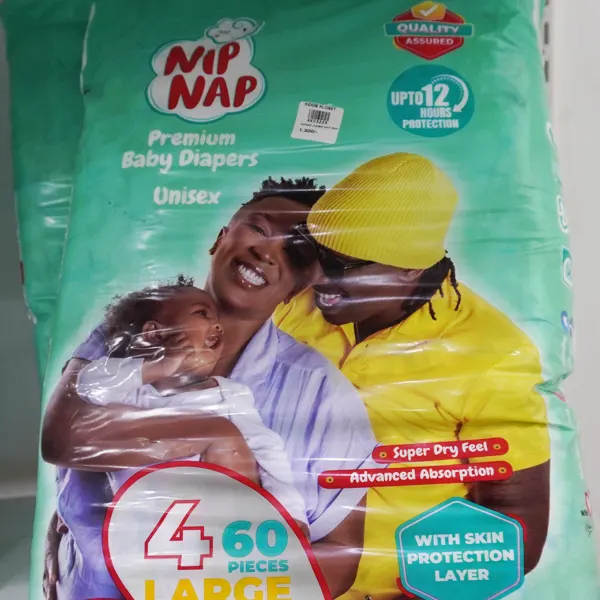 NIP
NAP
Premium
Baby Diapers
Unisex
QUALITY
ASSURED
UPTO 12
HOURS
PROTECTION
Super Dry Feel
Advanced Absorption
4 60
PIECES
LARGE
WITH SKIN
PROTECTION
LAYER